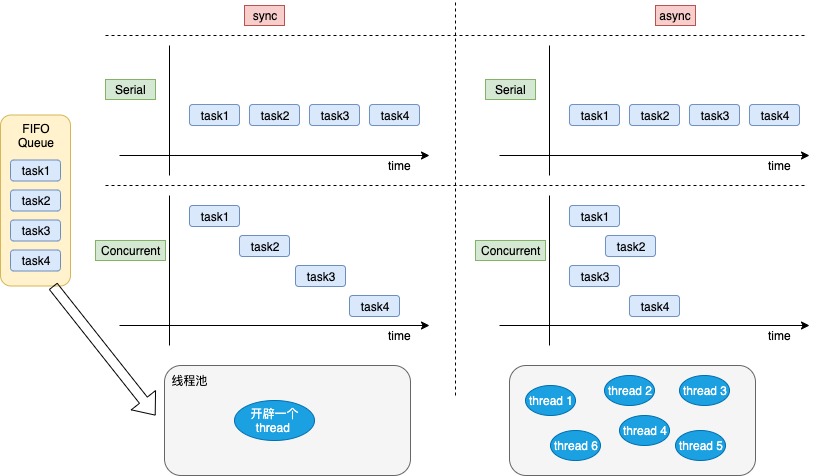 sync
async
Serial
task1
task2
task3
task4
time
Serial
task1
task2
task3
task4
time
FIFO
Queue
task1
task2
task3
task4
Concurrent
task1
task2
task3
task4
time
Concurrent
task1
task2
task3
task4
time
线程池
开辟一个
thread
thread 1
thread 2
thread 3
thread 4
thread 6
thread 5